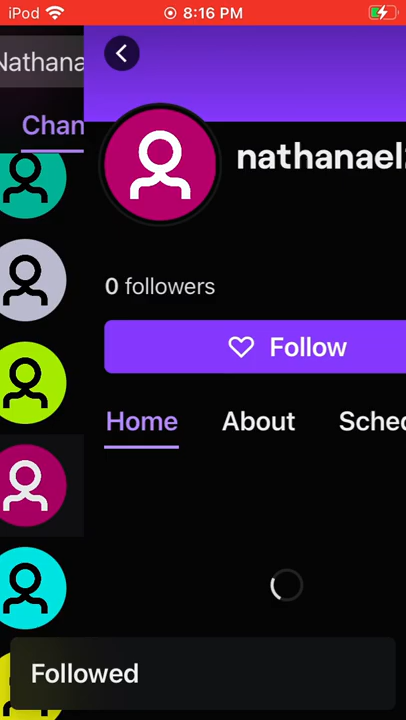 iPod 8:16 PM
Nathana
Chan
nathanael
0 followers
Follow
Home About Sched
Followed